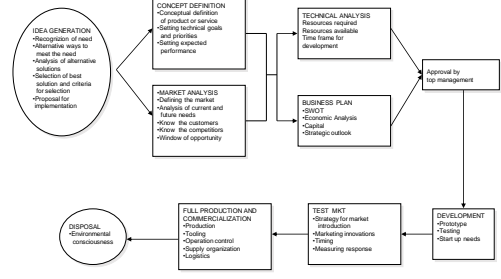 IDEA GENERATION
•Recognizion of need
•Alternative ways to
meet the need
•Analysis of alternative
solutions
•Selection of best
solution and criteria
for selection
•Proposal for
implementation
CONCEPT DEFINITION
•Conceptual definition
of product or service
•Setting technical goals
and priorities
•Setting expected
performance
•MARKET ANALYSIS
•Defining the market
•Analysis of current and
future needs
•Know the customers
•Know the competitiors
•Window of opportunity
TECHNICAL ANALYSIS
Resources required
Resources available
Time frame for
development
BUSINESS PLAN
•SWOT
•Economic Analysis
•Capital
•Strategic outlook
Approval by
top management
DEVELOPMENT
•Prototype
•Testing
•Start up needs
TEST MKT
•Strategy for market
introduction
•Marketing innovations
•Timing
•Measuring response
FULL PRODUCTION AND
COMMERCIALIZATION
•Production
•Tooling
•Operation control
•Supply organization
•Logistics
DISPOSAL
•Environmental
consciousness